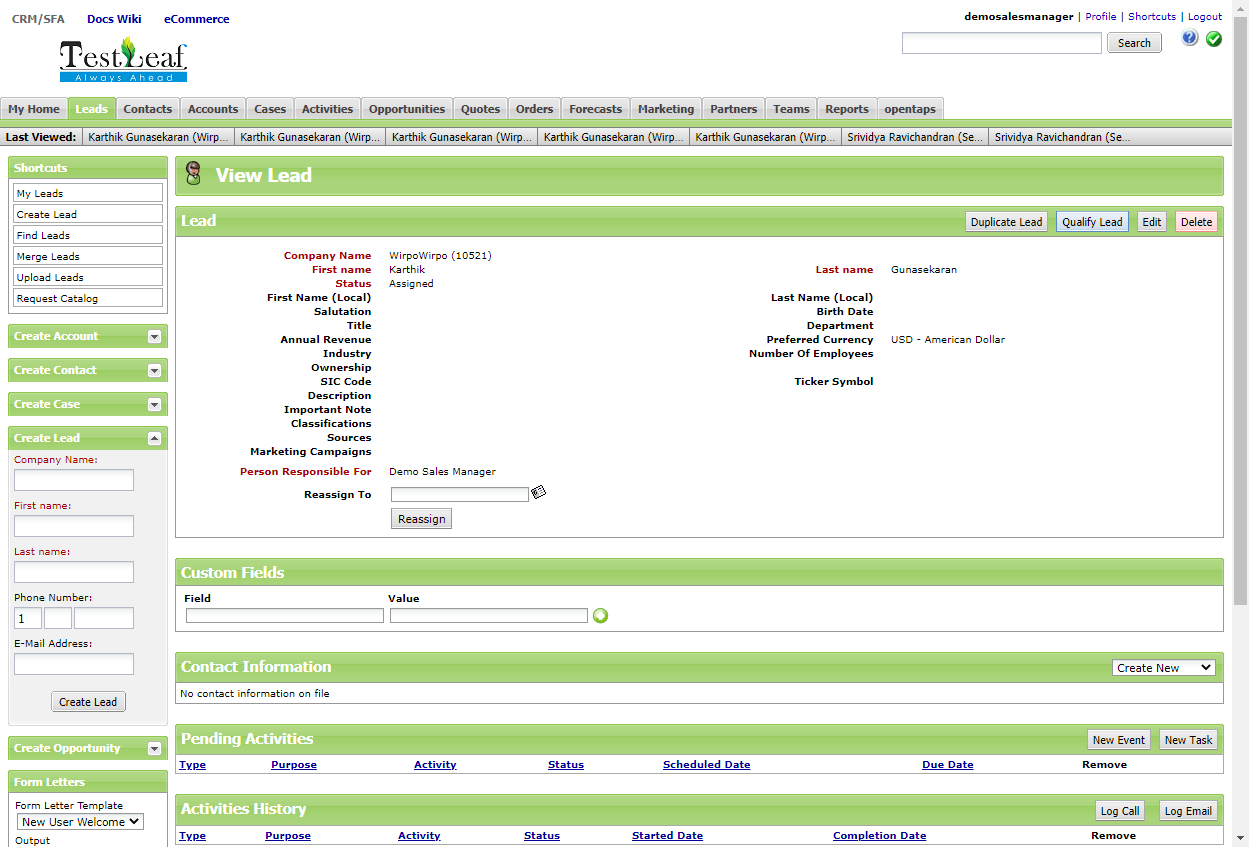 CRM/SFA Docs Wiki eCommerce
demosalesmanager | Profile | Shortcuts | Logout
TestLeaf
Always Ahead
Search
My Home Leads Contacts Accounts Cases Activities Opportunities Quotes Orders Forecasts Marketing Partners Teams Reports opentaps
Last Viewed: Karthik Gunasekaran (Wirp... Karthik Gunasekaran (Wirp... Karthik Gunasekaran (Wirp... Karthik Gunasekaran (Wirp... Karthik Gunasekaran (Wirp... Srividya Ravichandran (Se... Srividya Ravichandran (Se...
Shortcuts
My Leads
Create Lead
Find Leads
Merge Leads
Upload Leads
Request Catalog
Create Account
Create Contact
Create Case
Create Lead
Company Name:
First name:
Last name:
Phone Number:
1
E-Mail Address:
Create Lead
Create Opportunity
Form Letters
Form Letter Template
New User Welcome
Output
View Lead
Lead Duplicate Lead Qualify Lead Edit Delete
Company Name WirpoWirpo (10521)
First name Karthik Last name Gunasekaran
Status Assigned
First Name (Local) Last Name (Local)
Salutation Birth Date
Title Department
Annual Revenue Preferred Currency USD - American Dollar
Industry Number Of Employees
Ownership
SIC Code Ticker Symbol
Description
Important Note
Classifications
Sources
Marketing Campaigns
Person Responsible For Demo Sales Manager
Reassign To
Reassign
Custom Fields
Field Value
Contact Information Create New
No contact information on file
Pending Activities New Event New Task
Type Purpose Activity Status Scheduled Date Due Date Remove
Activities History Log Call Log Email
Type Purpose Activity Status Started Date Completion Date Remove